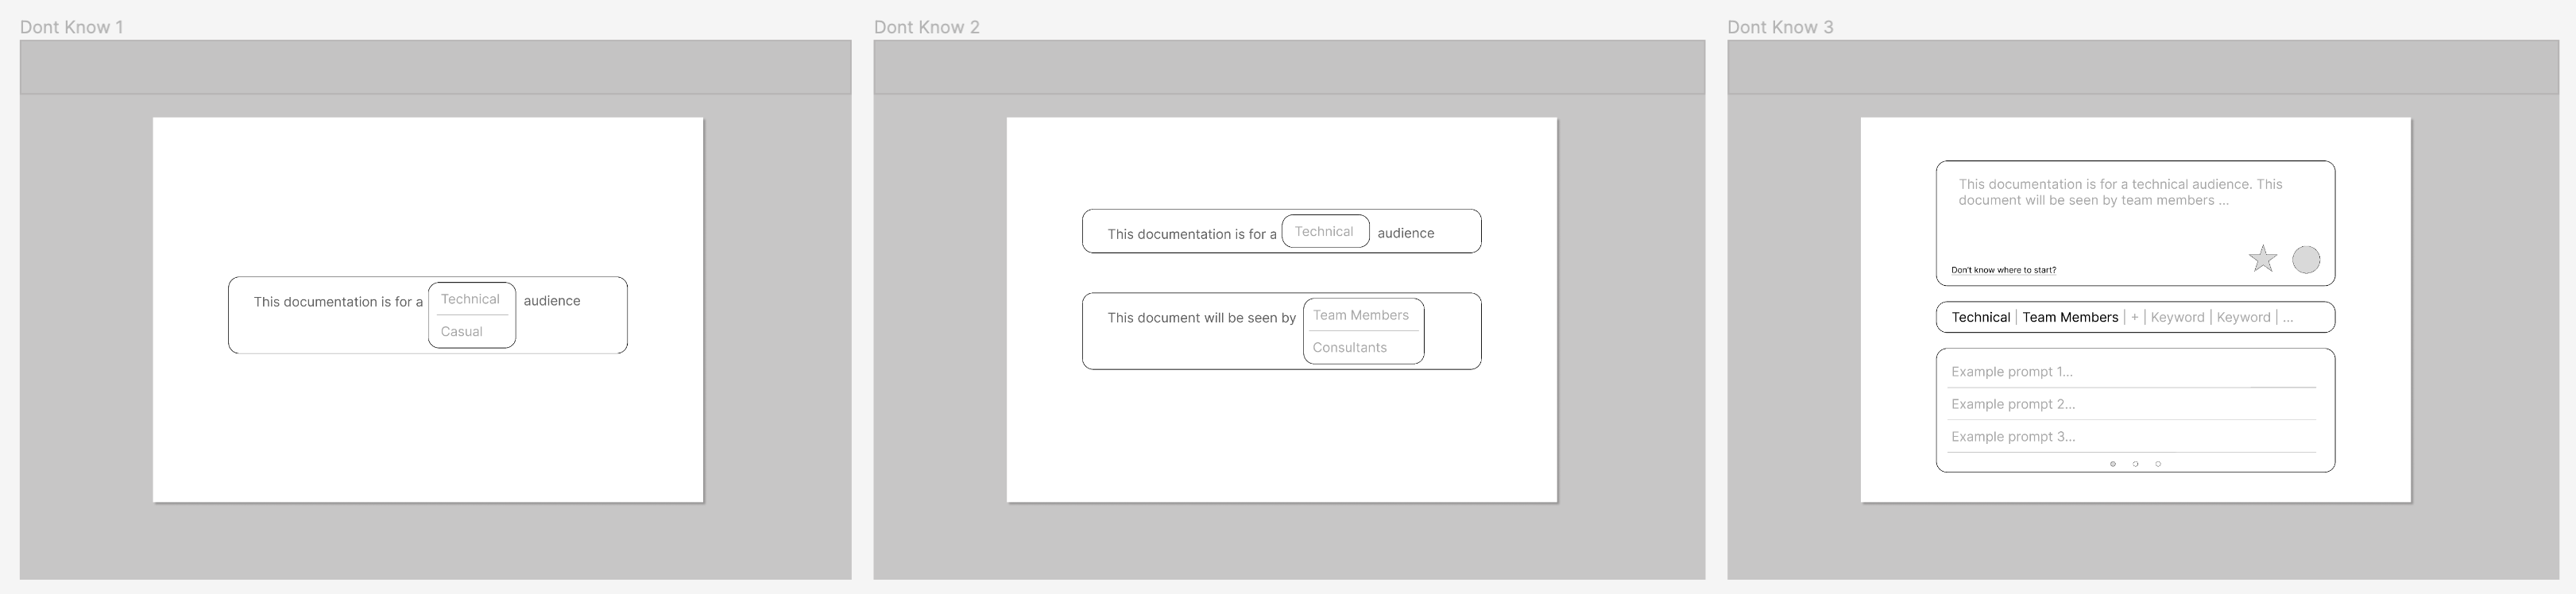 Dont Know 1
This documentation is for a Technical audience
Casual
Dont Know 2
This documentation is for a Technical audience
This document will be seen by Team Members
Consultants
Dont Know 3
This documentation is for a technical audience. This
document will be seen by team members ...
Don't know where to start?
Technical | Team Members | + | Keyword | Keyword | ...
Example prompt 1...
Example prompt 2...
Example prompt 3...